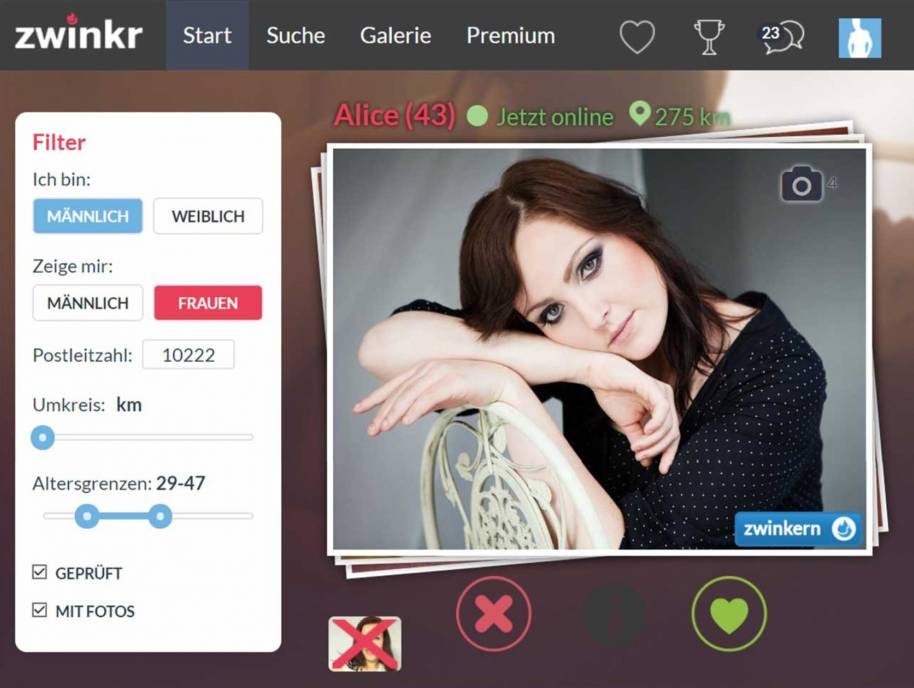 zwinkr Start Suche Galerie Premium 23
Alice (43) Jetzt online 275 km
4
Filter
Ich bin:
MÄNNLICH WEIBLICH
Zeige mir:
MÄNNLICH FRAUEN
Postleitzahl: 10222
Umkreis: km
Altersgrenzen: 29-47
zwinkern
GEPRÜFT
MIT FOTOS